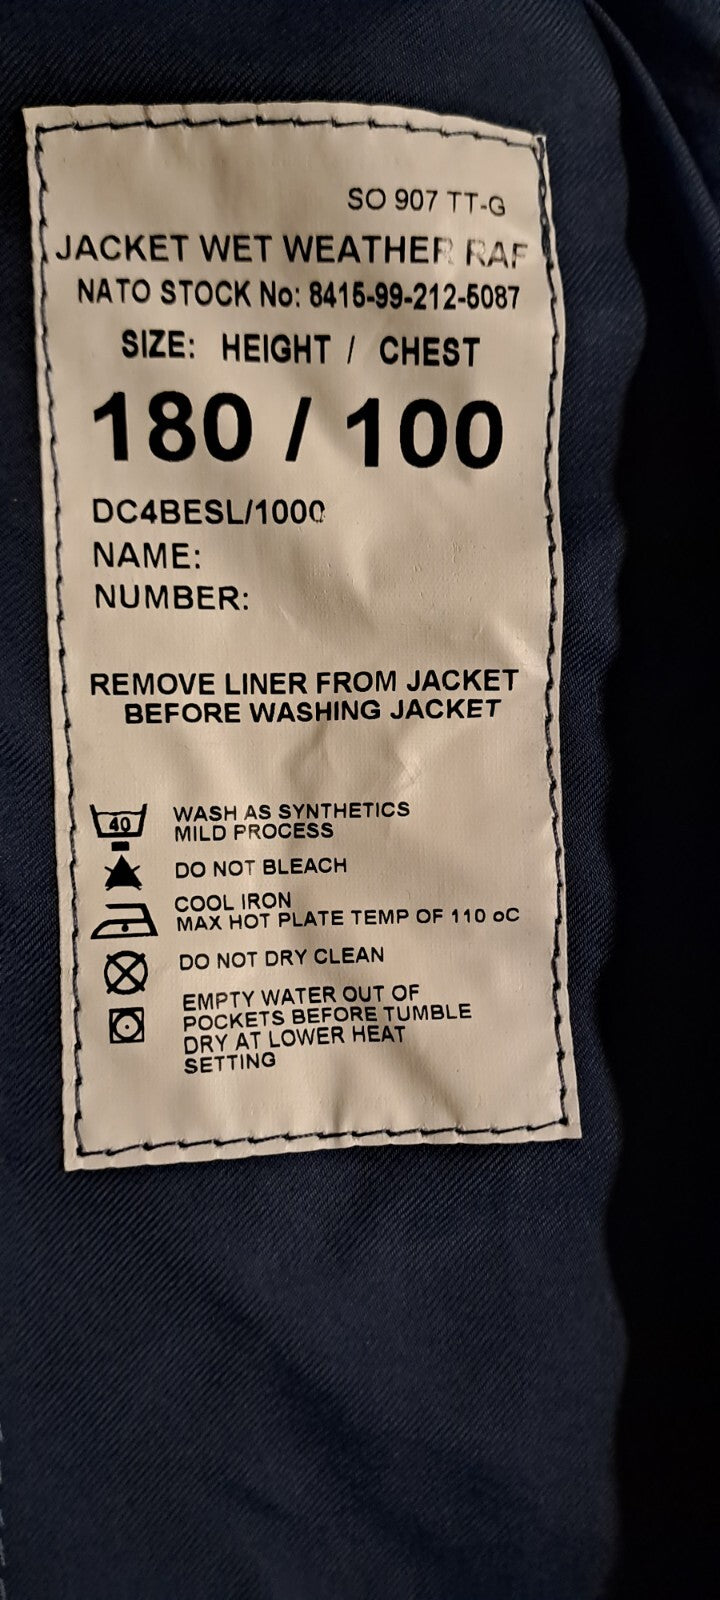 SO 907 TT-G
JACKET WET WEATHER RAF
NATO STOCK No: 8415-99-212-5087
SIZE: HEIGHT / CHEST
180 / 100
DC4BESL/1000
NAME:
NUMBER:
REMOVE LINER FROM JACKET
BEFORE WASHING JACKET
40
WASH AS SYNTHETICS
MILD PROCESS
DO NOT BLEACH
COOL IRON
MAX HOT PLATE TEMP OF 110 oC
DO NOT DRY CLEAN
EMPTY WATER OUT OF
POCKETS BEFORE TUMBLE
DRY AT LOWER HEAT
SETTING